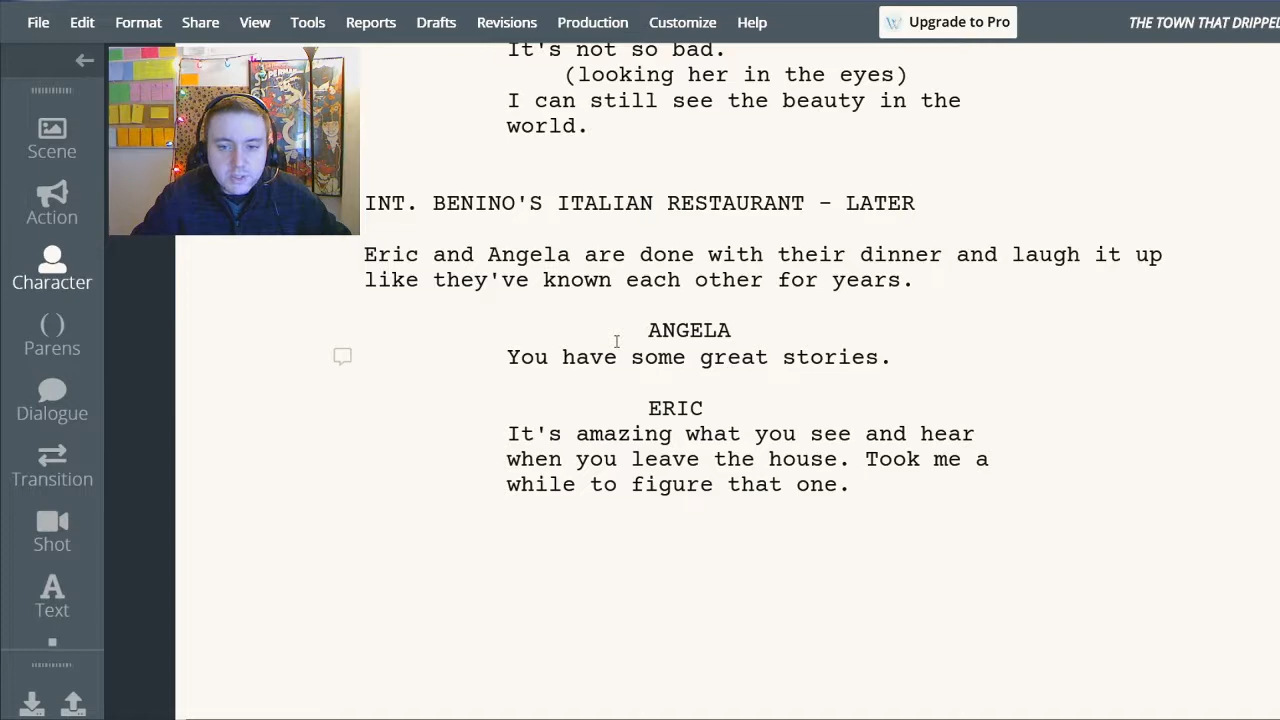 File Edit Format Share View Tools Reports Drafts Revisions Production Customize Help Upgrade to Pro THE TOWN THAT DRIPPED
It's not so bad.
(looking her in the eyes)
I can still see the beauty in the
world.
Scene
INT. BENINO'S ITALIAN RESTAURANT - LATER
Action
Eric and Angela are done with their dinner and laugh it up
like they've known each other for years.
Character
ANGELA
You have some great stories.
Parens
ERIC
Dialogue
It's amazing what you see and hear
when you leave the house. Took me a
while to figure that one.
Transition
Shot
A
Text